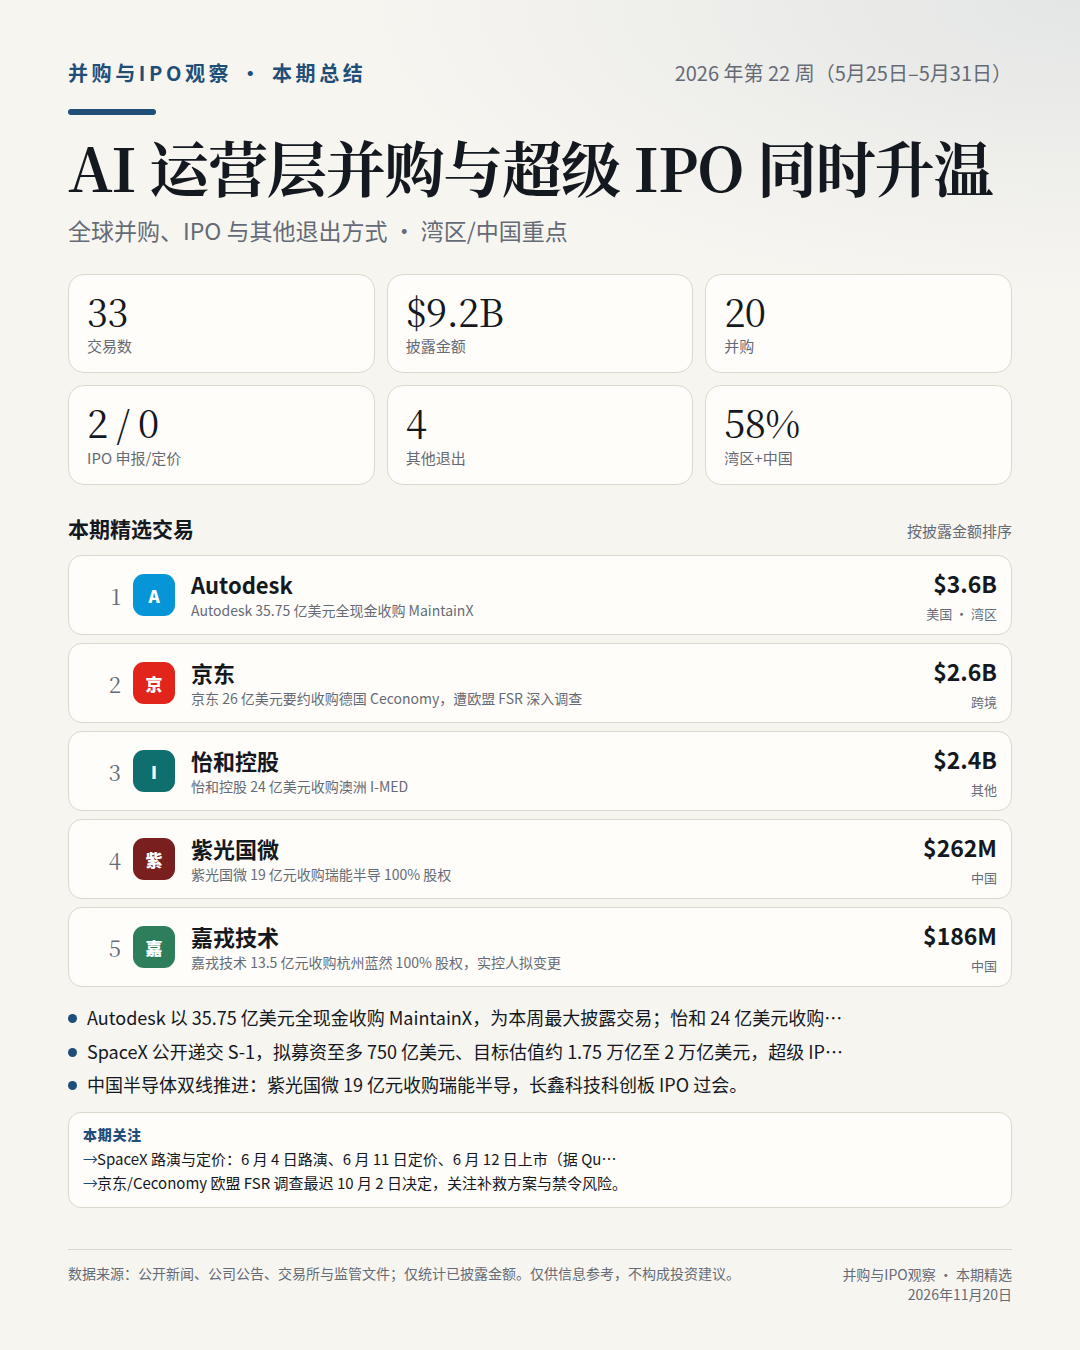 并购与IPO观察 • 本期总结
2026 年第 22 周（5月25日–5月31日）
AI 运营层并购与超级 IPO 同时升温
全球并购、IPO 与其他退出方式 • 湾区/中国重点
33
交易数
$9.2B
披露金额
20
并购
2 / 0
IPO 申报/定价
4
其他退出
58%
湾区+中国
本期精选交易
按披露金额排序
1
A
Autodesk
Autodesk 35.75 亿美元全现金收购 MaintainX
$3.6B
美国 • 湾区
2
京
京东
京东 26 亿美元要约收购德国 Ceconomy，遭欧盟 FSR 深入调查
$2.6B
跨境
3
I
怡和控股
怡和控股 24 亿美元收购澳洲 I-MED
$2.4B
其他
4
紫
紫光国微
紫光国微 19 亿元收购瑞能半导 100% 股权
$262M
中国
5
嘉
嘉戎技术
嘉戎技术 13.5 亿元收购杭州蓝然 100% 股权，实控人拟变更
$186M
中国
Autodesk 以 35.75 亿美元全现金收购 MaintainX，为本周最大披露交易；怡和 24 亿美元收购…
SpaceX 公开递交 S-1，拟募资至多 750 亿美元、目标估值约 1.75 万亿至 2 万亿美元，超级 IP…
中国半导体双线推进：紫光国微 19 亿元收购瑞能半导，长鑫科技科创板 IPO 过会。
本期关注
→SpaceX 路演与定价：6 月 4 日路演、6 月 11 日定价、6 月 12 日上市（据 Qu…
→京东/Ceconomy 欧盟 FSR 调查最迟 10 月 2 日决定，关注补救方案与禁令风险。
数据来源：公开新闻、公司公告、交易所与监管文件；仅统计已披露金额。仅供信息参考，不构成投资建议。
并购与IPO观察 • 本期精选
2026年11月20日